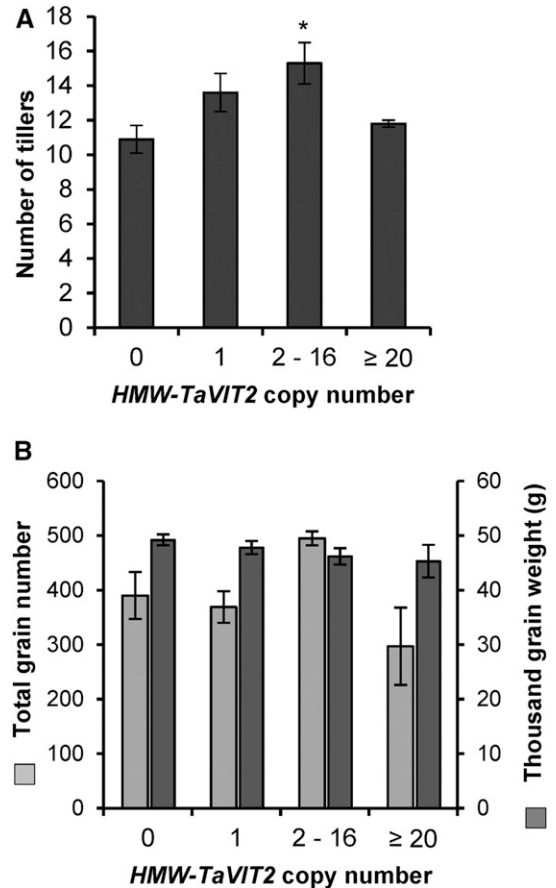 A
18
16
14
12
10
8
6
4
2
0
Number of tillers
*
0 1 2 - 16 ≥ 20
HMW-TaVIT2 copy number
B
600
500
400
300
200
100
0
Total grain number
60
50
40
30
20
10
0
Thousand grain weight (g)
0 1 2 - 16 ≥ 20
HMW-TaVIT2 copy number